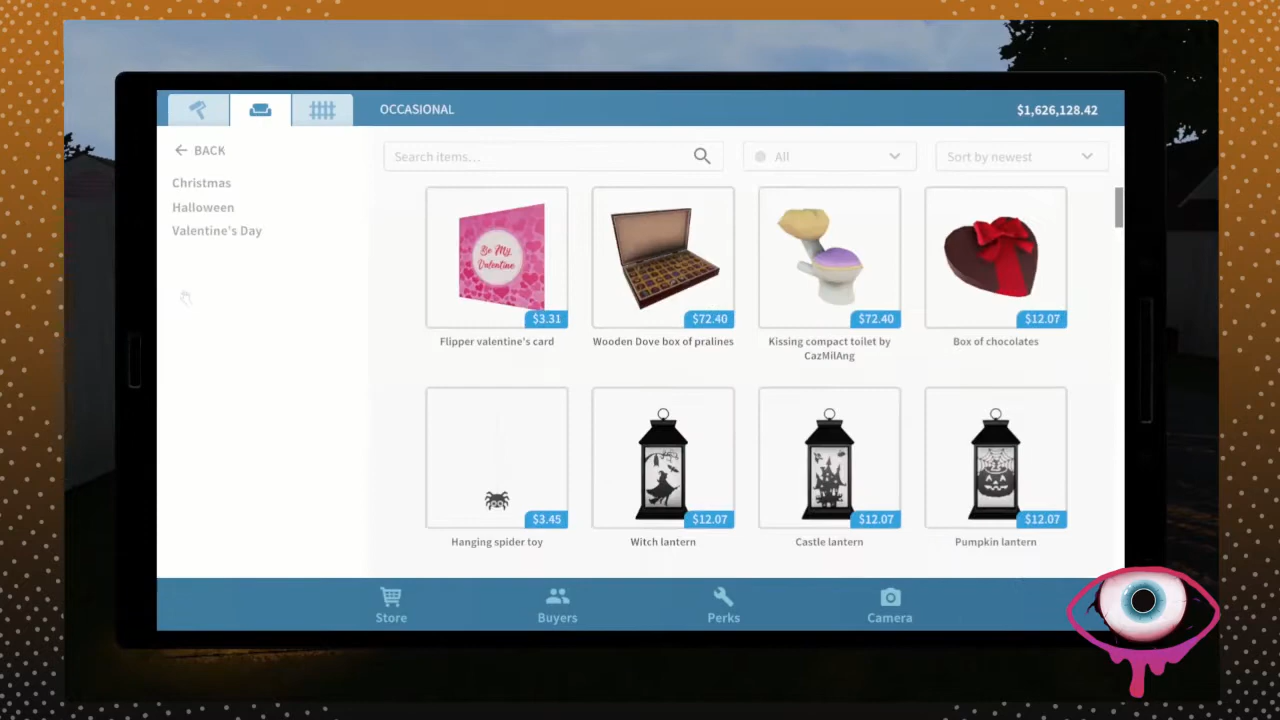 OCCASIONAL
$1,626,128.42
BACK
Search items...
All
Sort by newest
Christmas
Halloween
Valentine's Day
Be My
Valentine
$3.31
$72.40
$72.40
$12.07
Flipper valentine's card
Wooden Dove box of pralines
Kissing compact toilet by
CazMilAng
Box of chocolates
$3.45
$12.07
$12.07
$12.07
Hanging spider toy
Witch lantern
Castle lantern
Pumpkin lantern
Store
Buyers
Perks
Camera